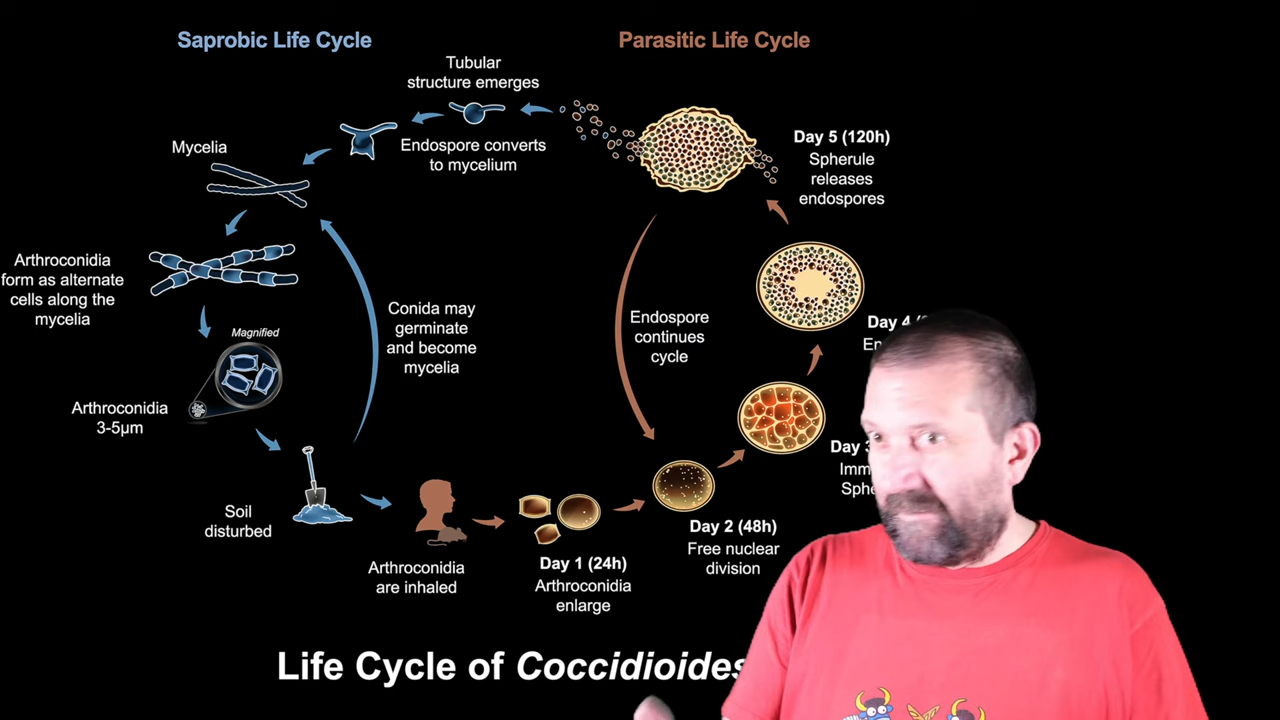 Saprobic Life Cycle
Parasitic Life Cycle
Tubular
structure emerges
Endospore converts
to mycelium
Mycelia
Arthroconidia
form as alternate
cells along the
mycelia
Magnified
Arthroconidia
3-5µm
Soil
disturbed
Conida may
germinate
and become
mycelia
Arthroconidia
are inhaled
Day 1 (24h)
Arthroconidia
enlarge
Day 2 (48h)
Free nuclear
division
Day 4
Day 5 (120h)
Spherule
releases
endospores
Endospore
continues
cycle
Life Cycle of Coccidioides